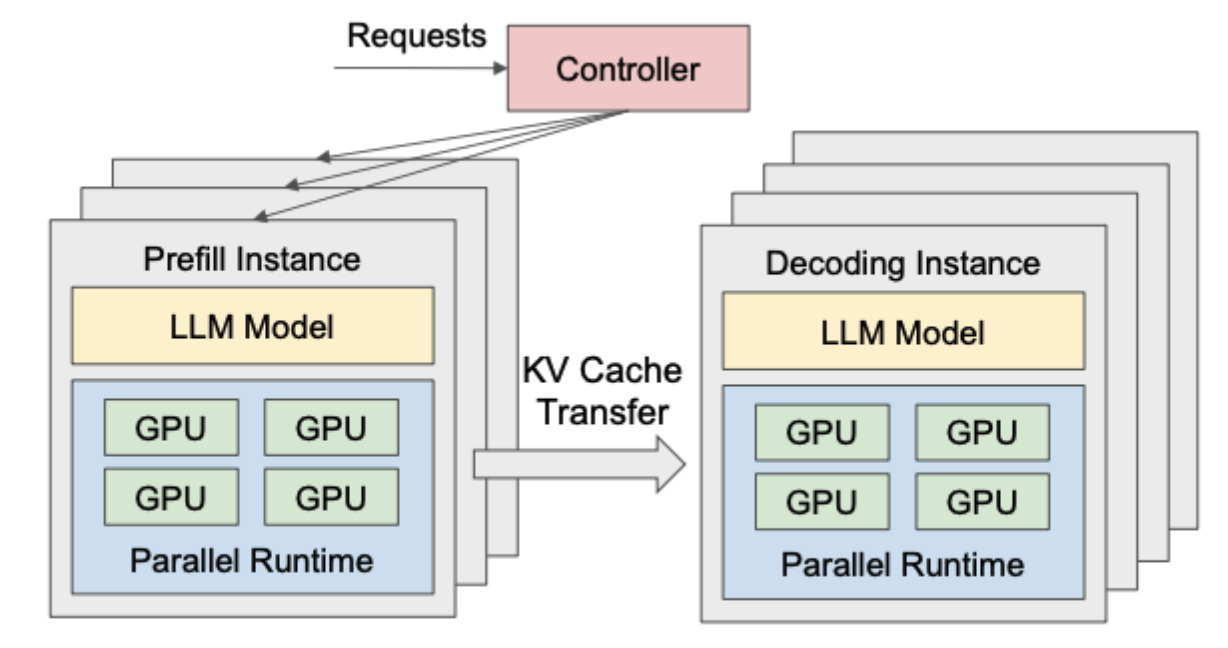 Requests
Controller
Prefill Instance
LLM Model
GPU GPU
GPU GPU
Parallel Runtime
KV Cache
Transfer
Decoding Instance
LLM Model
GPU GPU
GPU GPU
Parallel Runtime